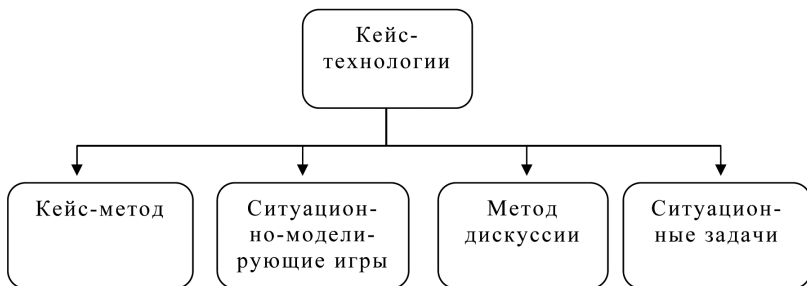 Кейс-
технологии
Кейс-метод
Ситуацион-
но-модели-
рующие игры
Метод
дискуссии
Ситуацион-
ные задачи